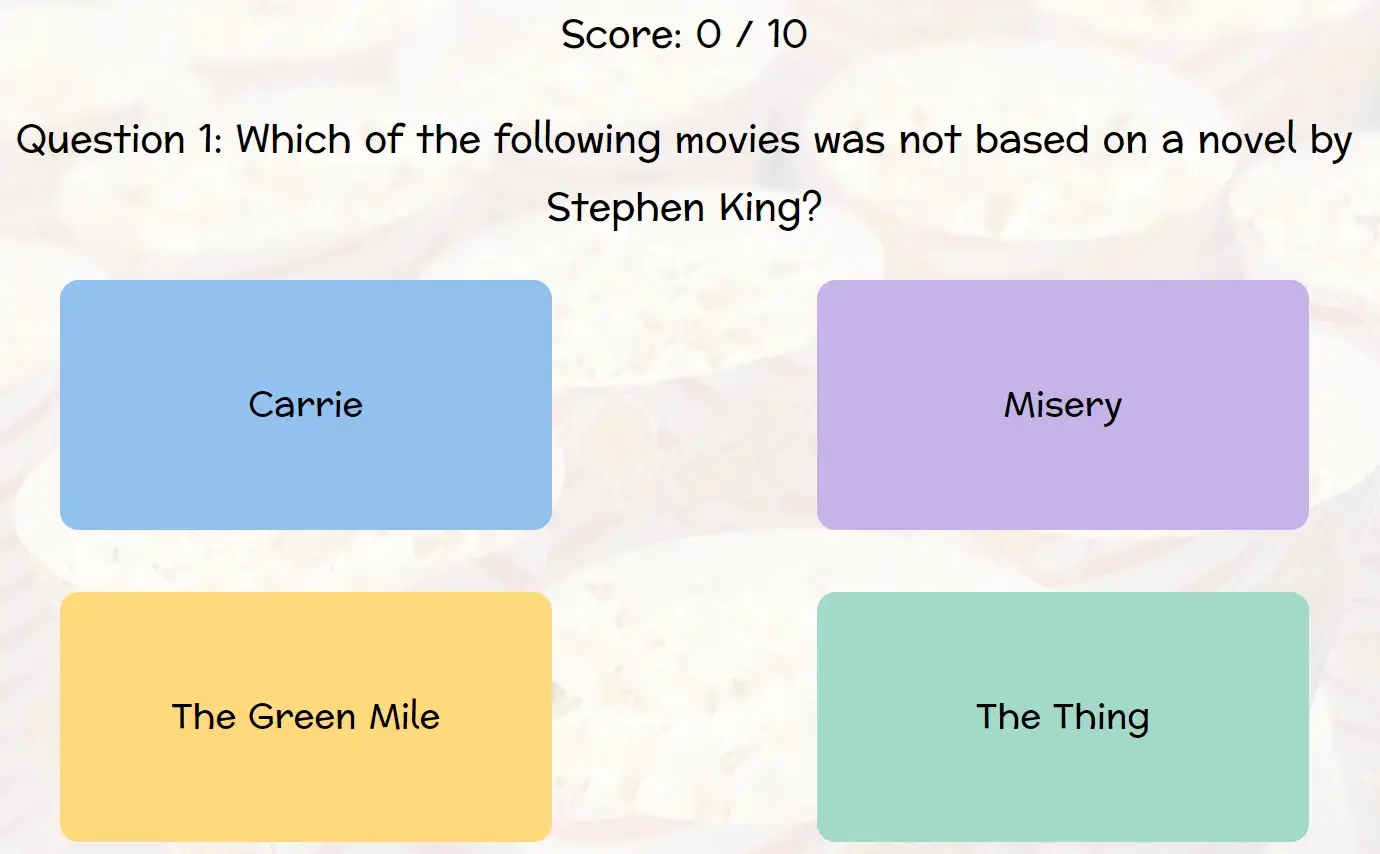 Score: 0 / 10
Question 1: Which of the following movies was not based on a novel by
Stephen King?
Carrie
Misery
The Green Mile
The Thing